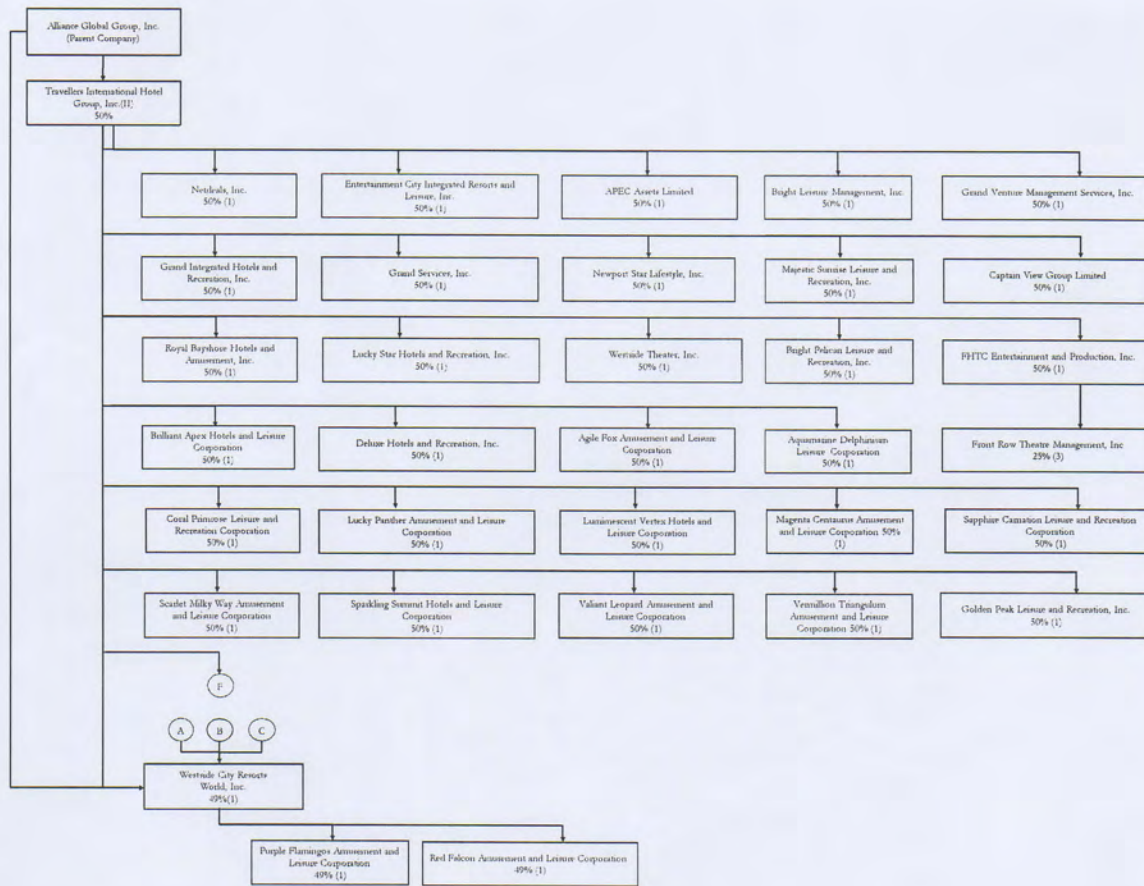 Alliance Global Group, Inc.
(Parent Company)
Travellers International Hotel
Group, Inc.(II)
50%
Netdeals, Inc.
50% (1)
Entertainment City Integrated Resorts and
Leisure, Inc.
50% (1)
APEC Assets Limited
50% (1)
Bright Leisure Management, Inc.
50% (1)
Grand Venture Management Services, Inc.
50% (1)
Grand Integrated Hotels and
Recreation, Inc.
50% (1)
Grand Services, Inc.
50% (1)
Newport Star Lifestyle, Inc.
50% (1)
Majestic Sunrise Leisure and
Recreation, Inc.
50% (1)
Captain View Group Limited
50% (1)
Royal Bayshore Hotels and
Amusement, Inc.
50% (1)
Lucky Star Hotels and Recreation, Inc.
50% (1)
Westside Theater, Inc.
50% (1)
Bright Pelican Leisure and
Recreation, Inc.
50% (1)
FHTC Entertainment and Production, Inc.
50% (1)
Brilliant Apex Hotels and Leisure
Corporation
50% (1)
Deluxe Hotels and Recreation, Inc.
50% (1)
Agile Fox Amusement and Leisure
Corporation
50% (1)
Aquamarine Delphinium
Leisure Corporation
50% (1)
Front Row Theatre Management, Inc
25% (3)
Coral Primrose Leisure and
Recreation Corporation
50% (1)
Lucky Panther Amusement and Leisure
Corporation
50% (1)
Luminescent Vertex Hotels and
Leisure Corporation
50% (1)
Magenta Centaurus Amusement
and Leisure Corporation 50%
(1)
Sapphire Carnation Leisure and Recreation
Corporation
50% (1)
Scarlet Milky Way Amusement
and Leisure Corporation
50% (1)
Sparkling Summit Hotels and Leisure
Corporation
50% (1)
Valiant Leopard Amusement and
Leisure Corporation
50% (1)
Vermillion Triangulum
Amusement and Leisure
Corporation 50% (1)
Golden Peak Leisure and Recreation, Inc.
50% (1)
F
A B C
Westside City Resorts
World, Inc.
49%(1)
Purple Flamingos Amusement and
Leisure Corporation
49% (1)
Red Falcon Amusement and Leisure Corporation
49% (1)